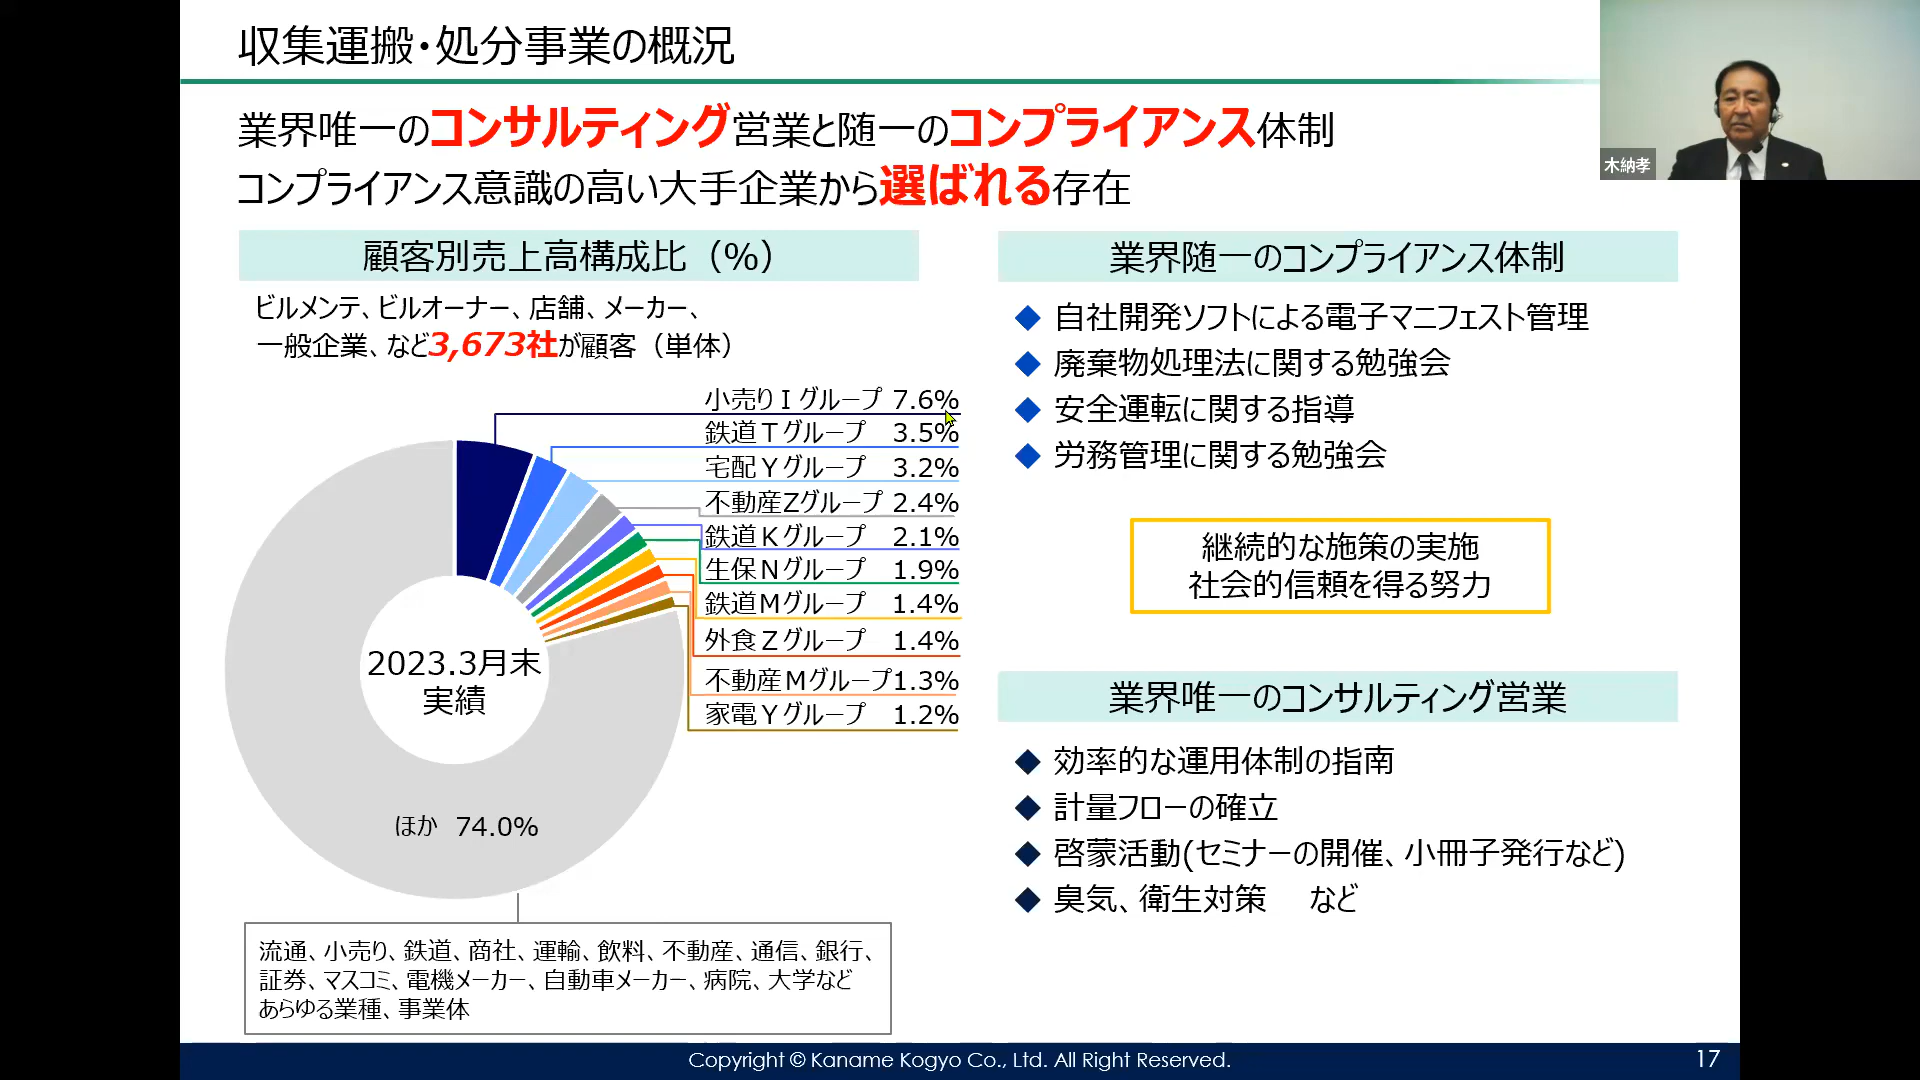 収集運搬・処分事業の概況
業界唯一のコンサルティング営業と随一のコンプライアンス体制
コンプライアンス意識の高い大手企業から選ばれる存在
木納孝
顧客別売上高構成比（％）
ビルメンテ、ビルオーナー、店舗、メーカー、
一般企業、など3,673社が顧客（単体）
小売りＩグループ 7.6%
鉄道Ｔグループ 3.5%
宅配Ｙグループ 3.2%
不動産Zグループ 2.4%
鉄道Ｋグループ 2.1%
生保Ｎグループ 1.9%
鉄道Ｍグループ 1.4%
外食Ｚグループ 1.4%
不動産Ｍグループ1.3%
家電Ｙグループ 1.2%
2023.3月末
実績
ほか 74.0%
流通、小売り、鉄道、商社、運輸、飲料、不動産、通信、銀行、
証券、マスコミ、電機メーカー、自動車メーカー、病院、大学など
あらゆる業種、事業体
業界随一のコンプライアンス体制
◆ 自社開発ソフトによる電子マニフェスト管理
◆ 廃棄物処理法に関する勉強会
◆ 安全運転に関する指導
◆ 労務管理に関する勉強会
継続的な施策の実施
社会的信頼を得る努力
業界唯一のコンサルティング営業
◆ 効率的な運用体制の指南
◆ 計量フローの確立
◆ 啓蒙活動(セミナーの開催、小冊子発行など)
◆ 臭気、衛生対策 など
Copyright © Kaname Kogyo Co., Ltd. All Right Reserved.
17